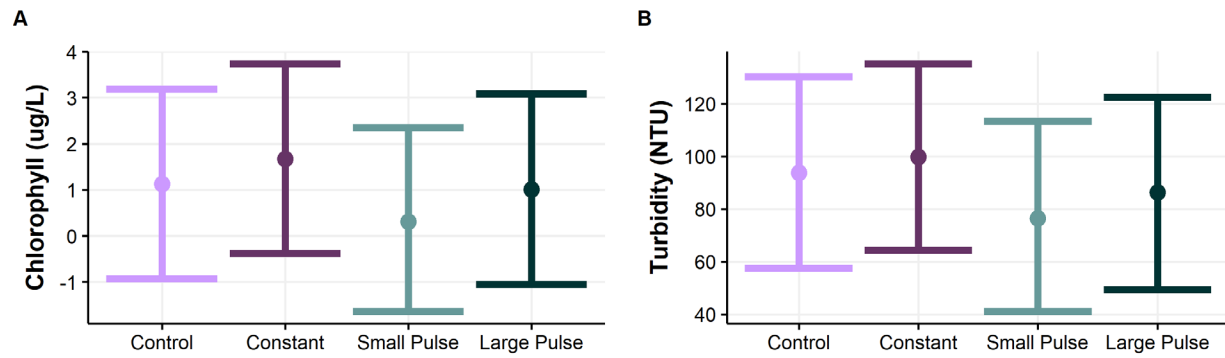 A
Chlorophyll (ug/L)
4
3
2
1
0
-1
Control Constant Small Pulse Large Pulse
B
Turbidity (NTU)
120
100
80
60
40
Control Constant Small Pulse Large Pulse